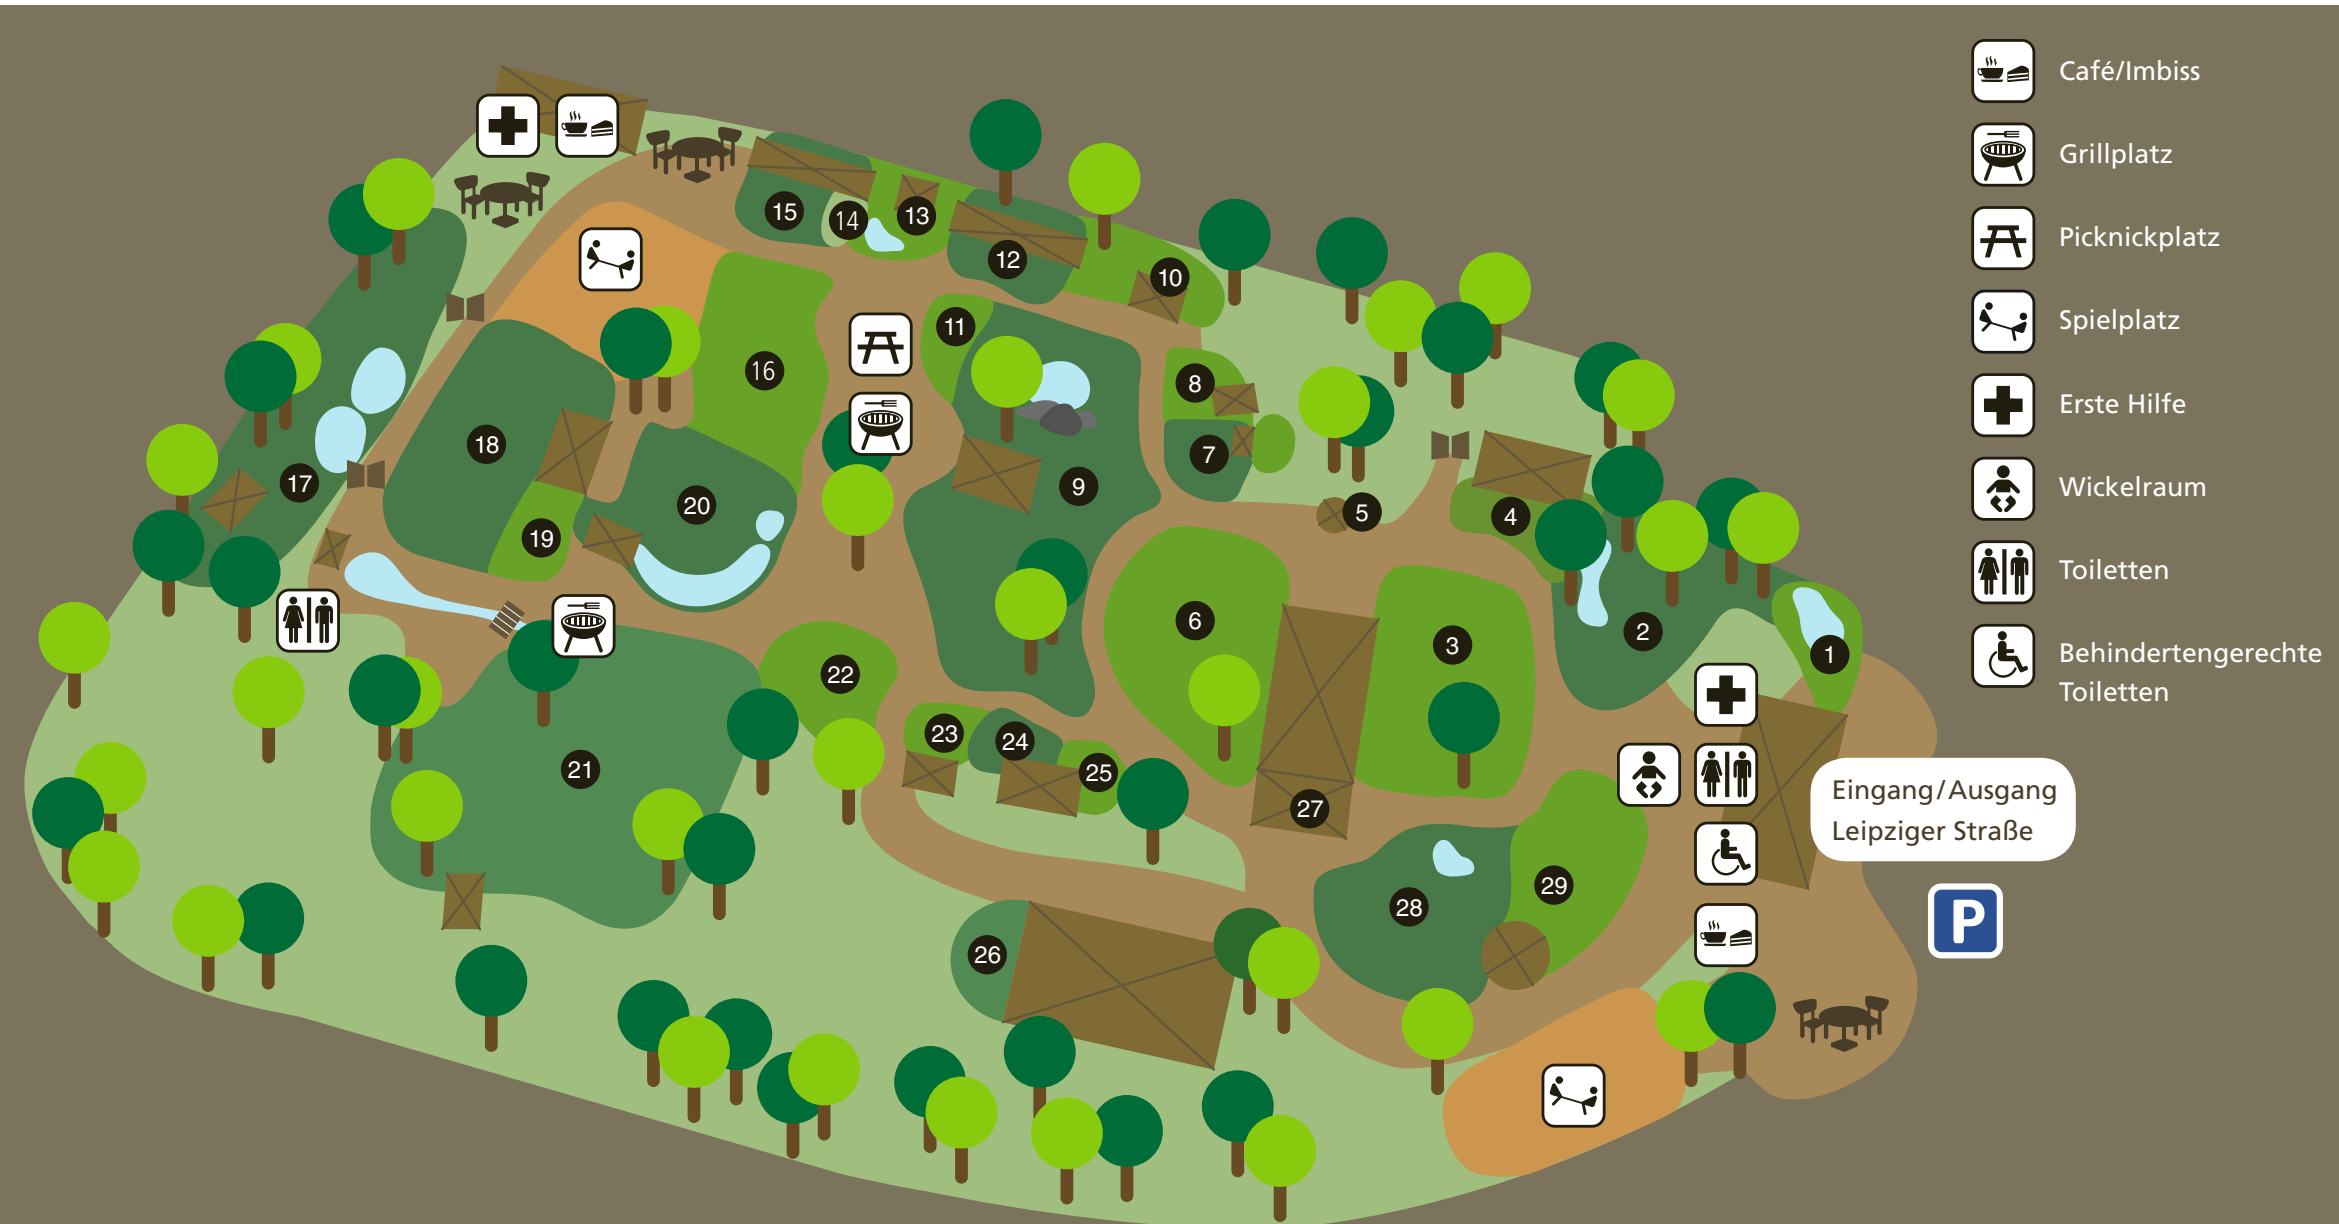 Café/Imbiss
Grillplatz
Picknickplatz
Spielplatz
Erste Hilfe
Wickelraum
Toiletten
Behindertengerechte
Toiletten
15
14
13
12
10
11
16
8
18
7
17
9
20
5
4
19
6
2
3
1
22
23
24
21
25
27
Eingang/Ausgang
Leipziger Straße
29
28
26
P